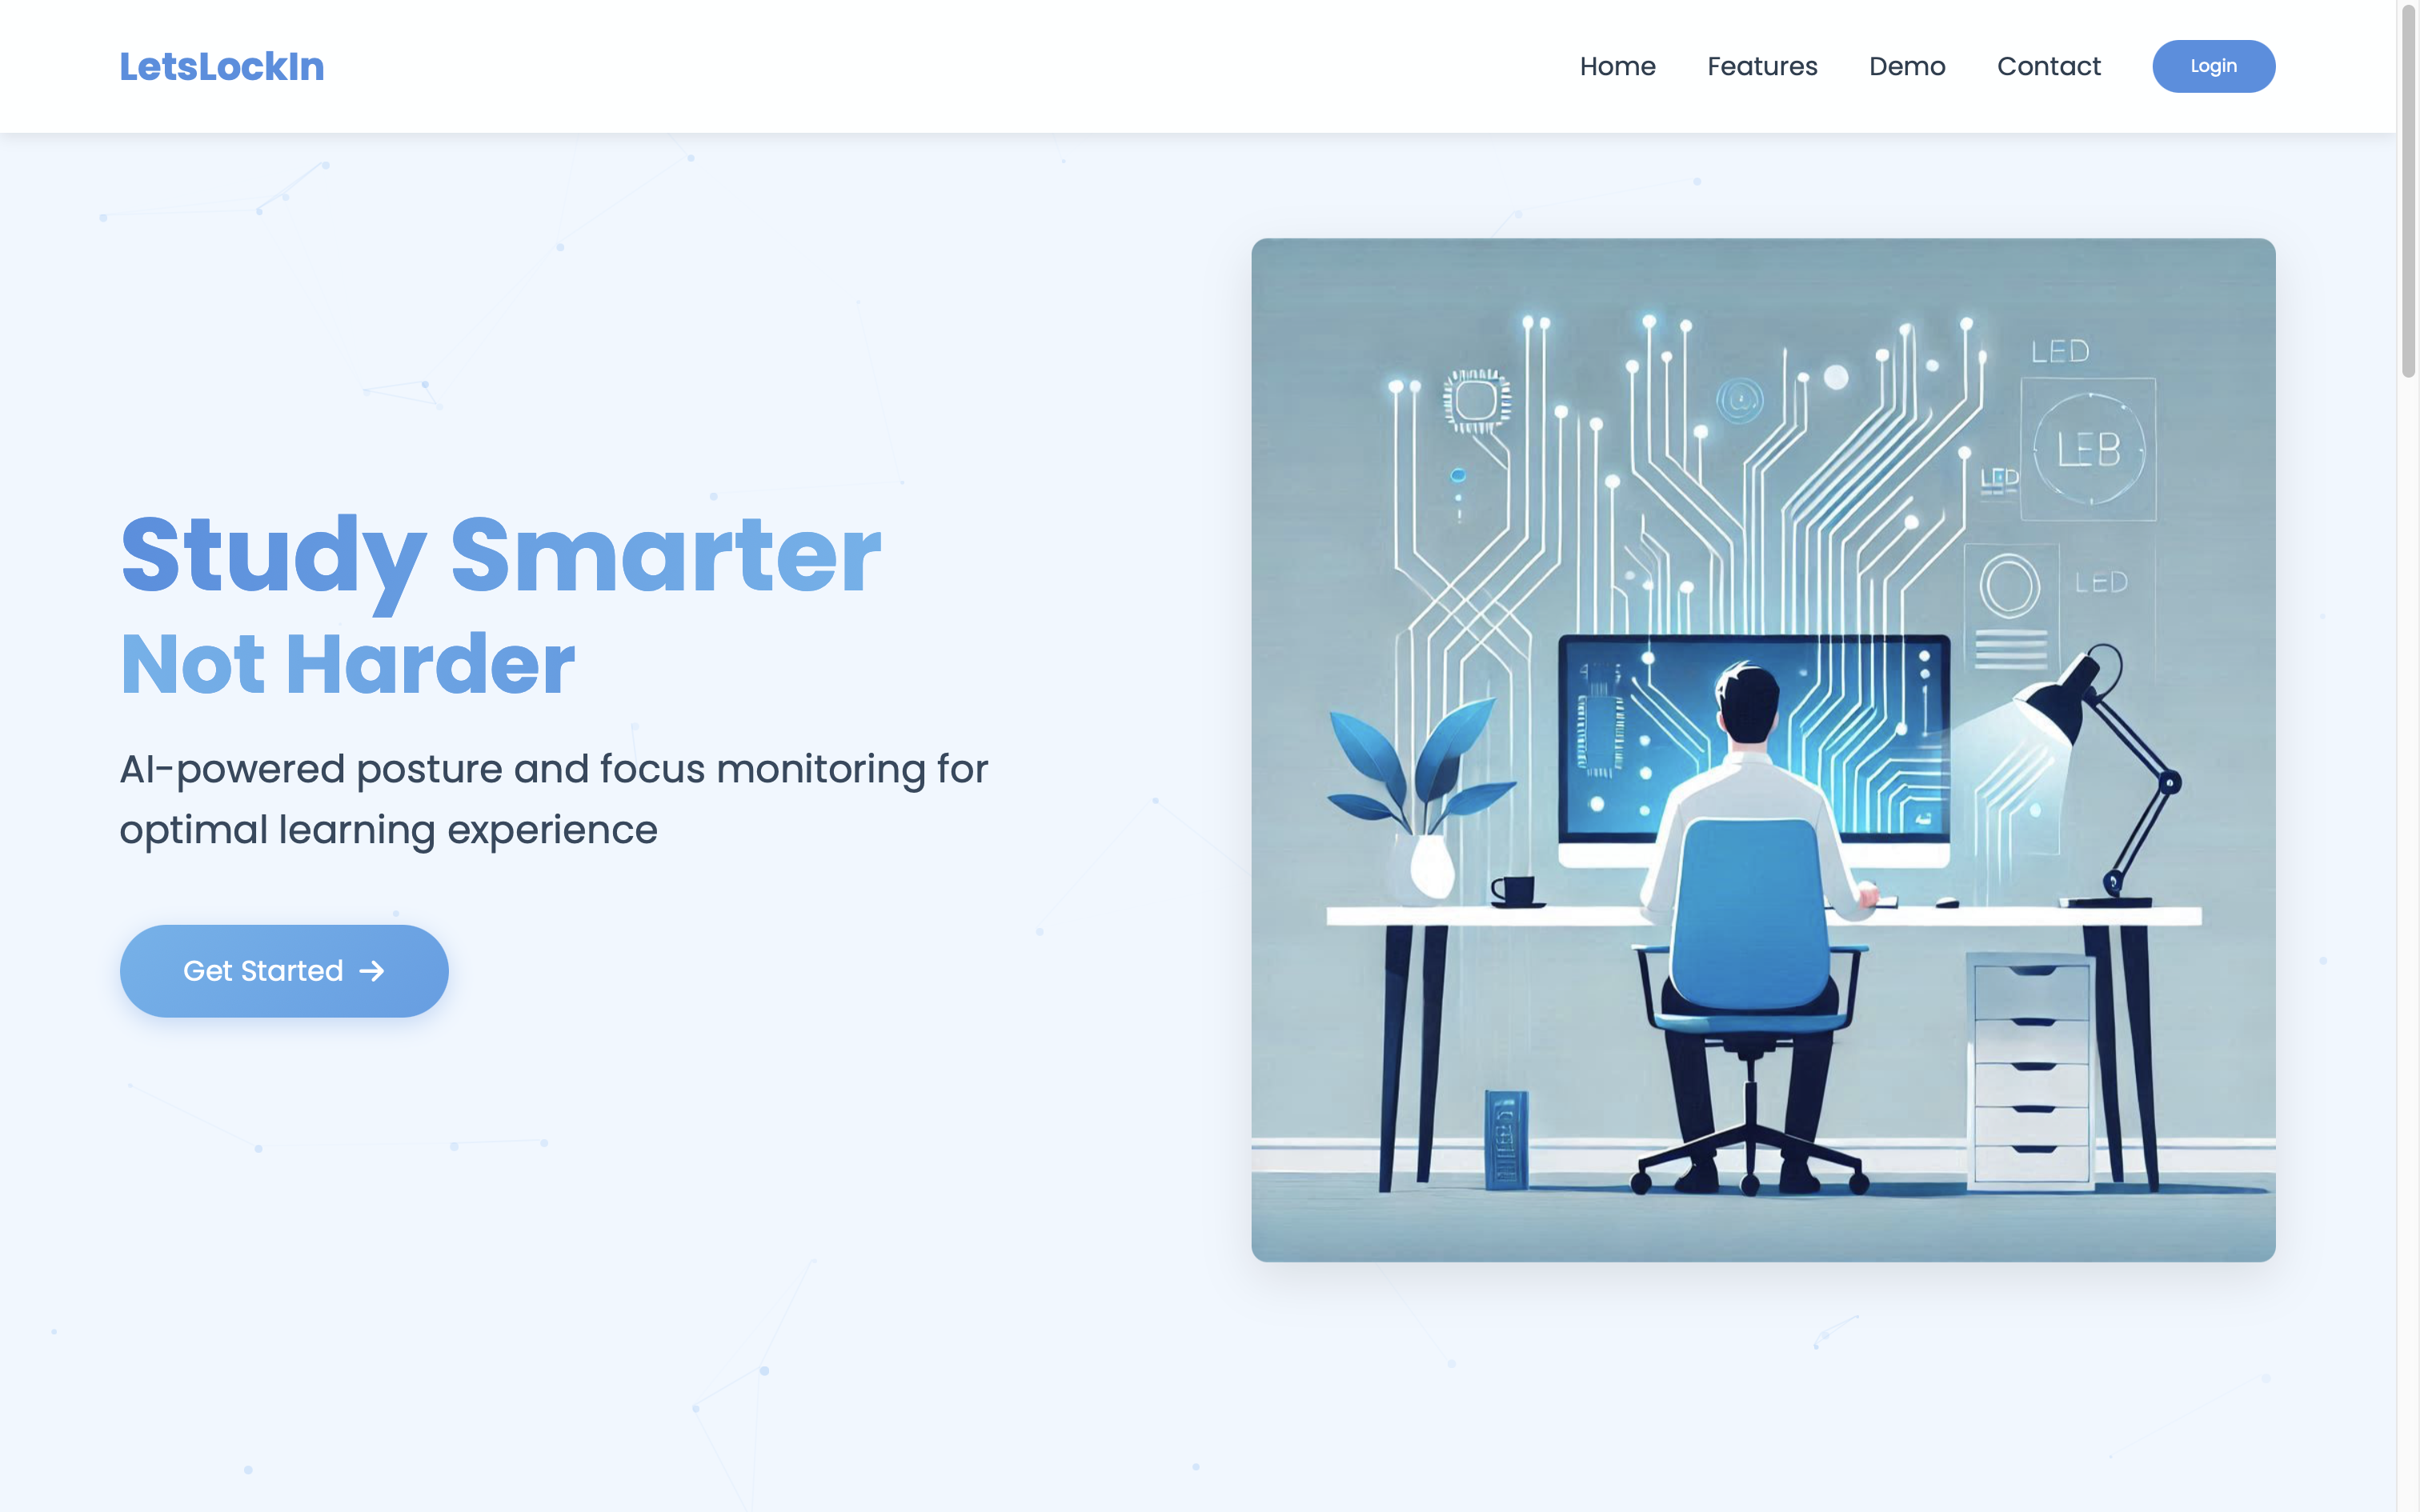 LetsLockIn
Home Features Demo Contact Login
LED
LEB
LED
LED
Study Smarter
Not Harder
AI-powered posture and focus monitoring for
optimal learning experience
Get Started